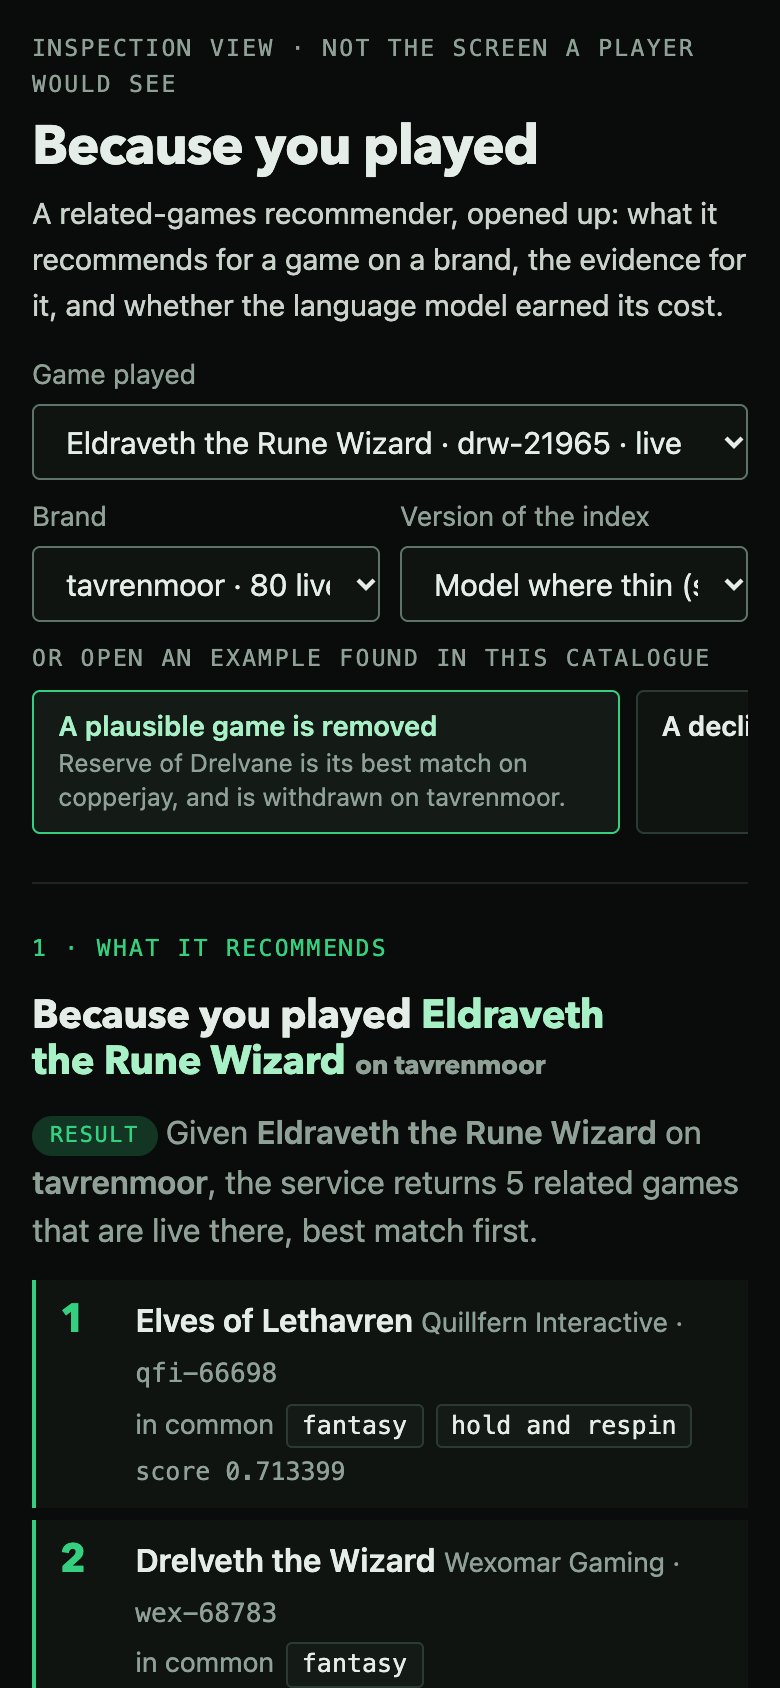 INSPECTION VIEW · NOT THE SCREEN A PLAYER
WOULD SEE
Because you played
A related-games recommender, opened up: what it
recommends for a game on a brand, the evidence for
it, and whether the language model earned its cost.
Game played
Eldraveth the Rune Wizard · drw-21965 · live
Brand
Version of the index
tavrenmoor · 80 live
Model where thin (s
OR OPEN AN EXAMPLE FOUND IN THIS CATALOGUE
A plausible game is removed
Reserve of Drelvane is its best match on
copperjay, and is withdrawn on tavrenmoor.
A decli
1 · WHAT IT RECOMMENDS
Because you played Eldraveth
the Rune Wizard on tavrenmoor
RESULT Given Eldraveth the Rune Wizard on
tavrenmoor, the service returns 5 related games
that are live there, best match first.
1 Elves of Lethavren Quillfern Interactive ·
qfi-66698
in common fantasy hold and respin
score 0.713399
2 Drelveth the Wizard Wexomar Gaming ·
wex-68783
in common fantasy